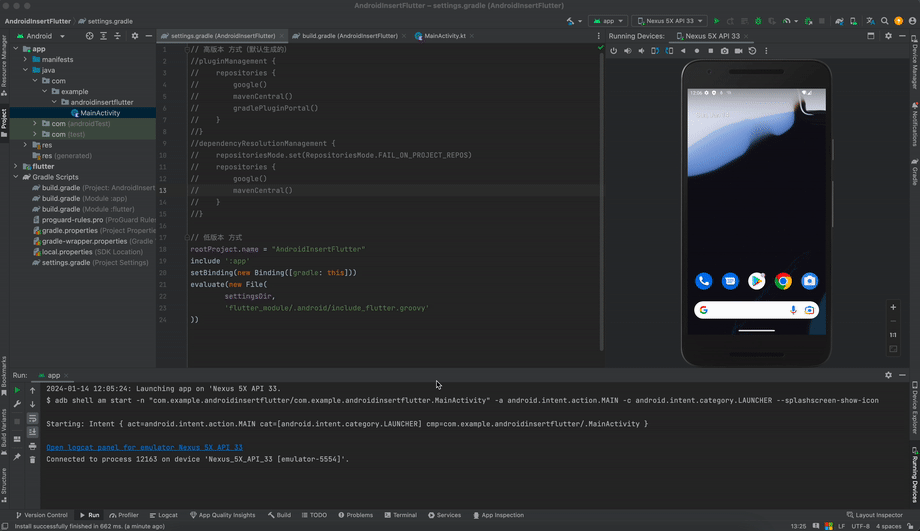 AndroidInsertFlutter – settings.gradle (AndroidInsertFlutter)
AndroidInsertFlutter
settings.gradle
app
Nexus 5X API 33
Android
settings.gradle (AndroidInsertFlutter)
build.gradle (AndroidInsertFlutter)
MainActivity.kt
Running Devices:
Nexus 5X API 33
Resource Manager
Project
Bookmarks
Build Variants
Structure
app
manifests
java
com
example
androidinsertflutter
MainActivity
com (androidTest)
com (test)
res
res (generated)
flutter
Gradle Scripts
build.gradle (Project: AndroidInsert
build.gradle (Module :app)
build.gradle (Module :flutter)
proguard-rules.pro (ProGuard Rules
gradle.properties (Project Properties
gradle-wrapper.properties (Gradle
local.properties (SDK Location)
settings.gradle (Project Settings)
1 // 高版本 方式（默认生成的）
2 //pluginManagement {
3 //    repositories {
4 //        google()
5 //        mavenCentral()
6 //        gradlePluginPortal()
7 //    }
8 //}
9 //dependencyResolutionManagement {
10 //    repositoriesMode.set(RepositoriesMode.FAIL_ON_PROJECT_REPOS)
11 //    repositories {
12 //        google()
13 //        mavenCentral()
14 //    }
15 //}
16
17 // 低版本 方式
18 rootProject.name = "AndroidInsertFlutter"
19 include ':app'
20 setBinding(new Binding([gradle: this]))
21 evaluate(new File(
22         settingsDir,
23         'flutter_module/.android/include_flutter.groovy'
24 ))
12:06
1:1
Device Manager
Notifications
Gradle
Device Explorer
Running Devices
Run:
app
2024-01-14 12:05:24: Launching app on 'Nexus 5X API 33.
$ adb shell am start -n "com.example.androidinsertflutter/com.example.androidinsertflutter.MainActivity" -a android.intent.action.MAIN -c android.intent.category.LAUNCHER --splashscreen-show-icon
Starting: Intent { act=android.intent.action.MAIN cat=[android.intent.category.LAUNCHER] cmp=com.example.androidinsertflutter/.MainActivity }
Open logcat panel for emulator Nexus 5X API 33
Connected to process 12163 on device 'Nexus_5X_API_33 [emulator-5554]'.
Version Control
Run
Profiler
Logcat
App Quality Insights
Build
TODO
Problems
Terminal
Services
App Inspection
Layout Inspector
Install successfully finished in 662 ms. (a minute ago)
13:25
LF
UTF-8
4 spaces